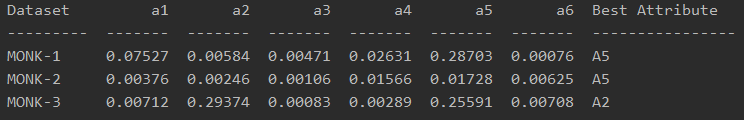 Dataset a1 a2 a3 a4 a5 a6 Best Attribute
--------- ------- ------- ------- ------- ------- ------- ----------------
MONK-1 0.07527 0.00584 0.00471 0.02631 0.28703 0.00076 A5
MONK-2 0.00376 0.00246 0.00106 0.01566 0.01728 0.00625 A5
MONK-3 0.00712 0.29374 0.00083 0.00289 0.25591 0.00708 A2